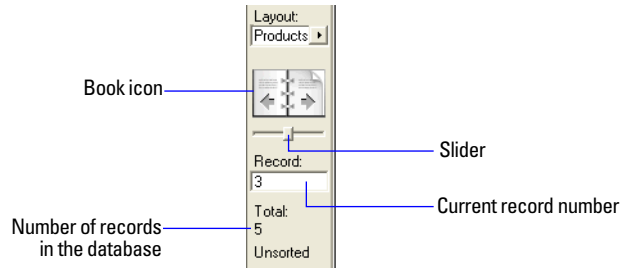 Layout:
Products
Book icon
Slider
Record:
3
Current record number
Total:
Number of records
in the database
5
Unsorted